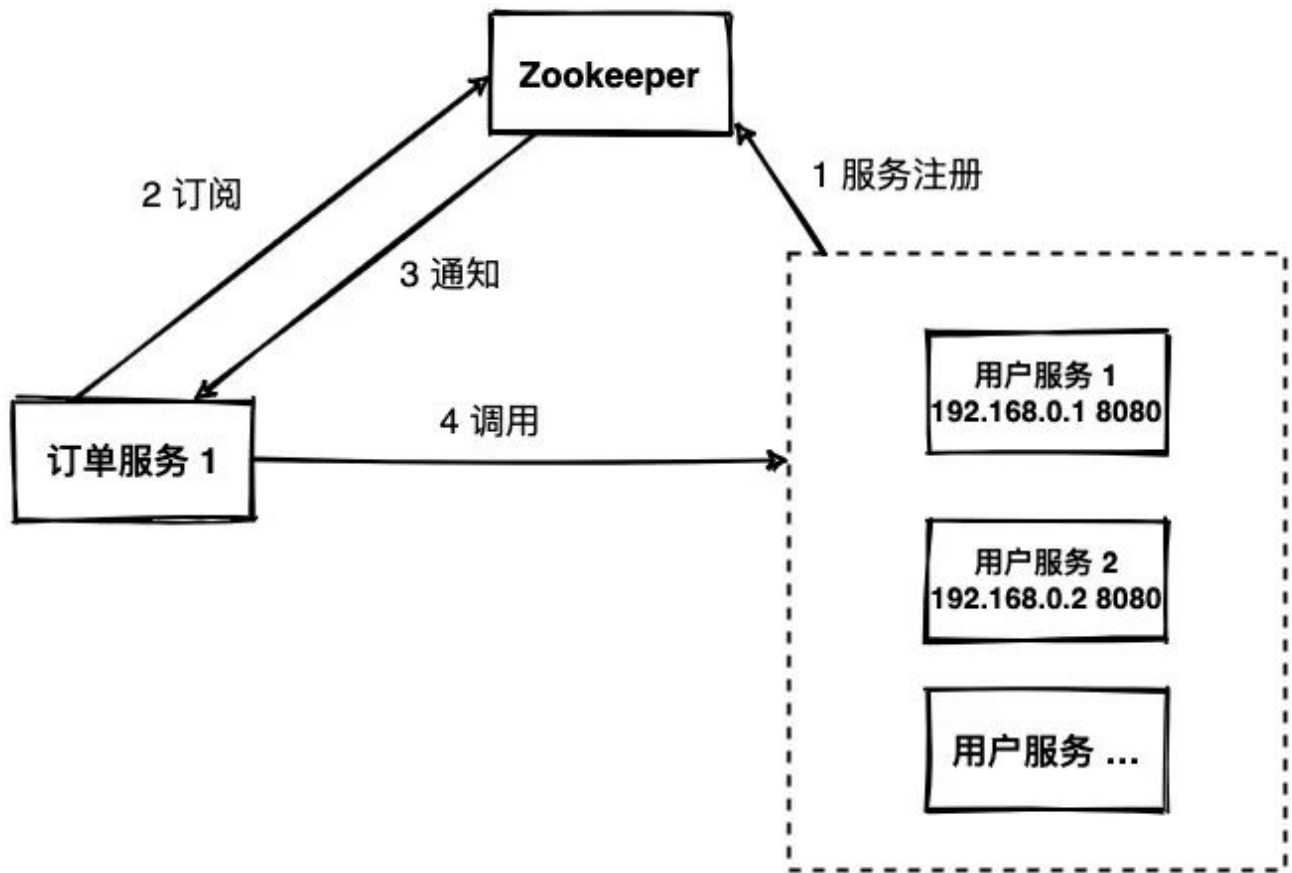 Zookeeper
2 订阅
1 服务注册
3 通知
用户服务 1
192.168.0.1 8080
4 调用
订单服务 1
用户服务 2
192.168.0.2 8080
用户服务 ...